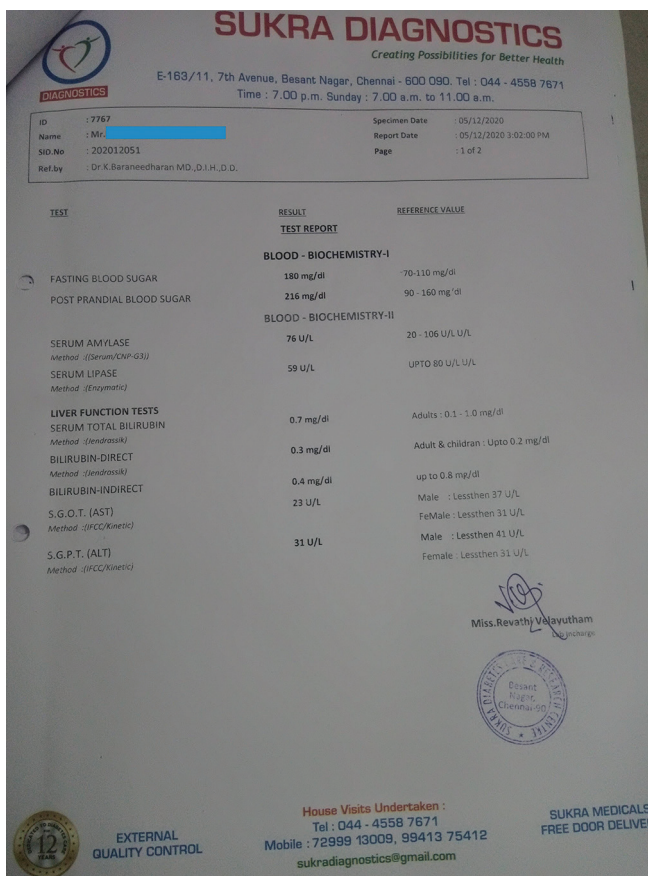 SUKRA DIAGNOSTICS
Creating Possibilities for Better Health
DIAGNOSTICS
E-163/11, 7th Avenue, Besant Nagar, Chennai - 600 090. Tel : 044 - 4558 7671
Time : 7.00 p.m. Sunday : 7.00 a.m. to 11.00 a.m.
ID : 7767 Specimen Date : 05/12/2020
Name : Mr. Report Date : 05/12/2020 3:02:00 PM
SID.No : 202012051 Page : 1 of 2
Ref.by : Dr K.Baraneedharan MD.,D.I.H.,D.D.
TEST RESULT REFERENCE VALUE
TEST REPORT
BLOOD - BIOCHEMISTRY-I
FASTING BLOOD SUGAR 180 mg/dl 70-110 mg/dl
POST PRANDIAL BLOOD SUGAR 216 mg/dl 90 - 160 mg/dl
BLOOD - BIOCHEMISTRY-II
SERUM AMYLASE 76 U/L 20 - 106 U/L U/L
Method :((Serum/CNP-G3))
SERUM LIPASE 59 U/L UPTO 80 U/L U/L
Method :(Enzymatic)
LIVER FUNCTION TESTS
SERUM TOTAL BILIRUBIN 0.7 mg/dl Adults : 0.1 - 1.0 mg/dl
Method :(Jendrassik)
BILIRUBIN-DIRECT 0.3 mg/dl Adult & childran : Upto 0.2 mg/dl
Method :(Jendrassik)
BILIRUBIN-INDIRECT 0.4 mg/dl up to 0.8 mg/dl
S.G.O.T. (AST) 23 U/L Male : Lessthen 37 U/L
Method :(IFCC/Kinetic) FeMale : Lessthen 31 U/L
S.G.P.T. (ALT) 31 U/L Male : Lessthen 41 U/L
Method :(IFCC/Kinetic) Female : Lessthen 31 U/L
Miss.Revathi Velayutham
Lab Incharge
SUKRA DIABETES CARE & RESEARCH CENTRE
Besant
Nagar,
Chennai-90
12
YEARS
EXTERNAL
QUALITY CONTROL
House Visits Undertaken :
Tel : 044 - 4558 7671
Mobile : 72999 13009, 99413 75412
sukradiagnostics@gmail.com
SUKRA MEDICALS
FREE DOOR DELIVE